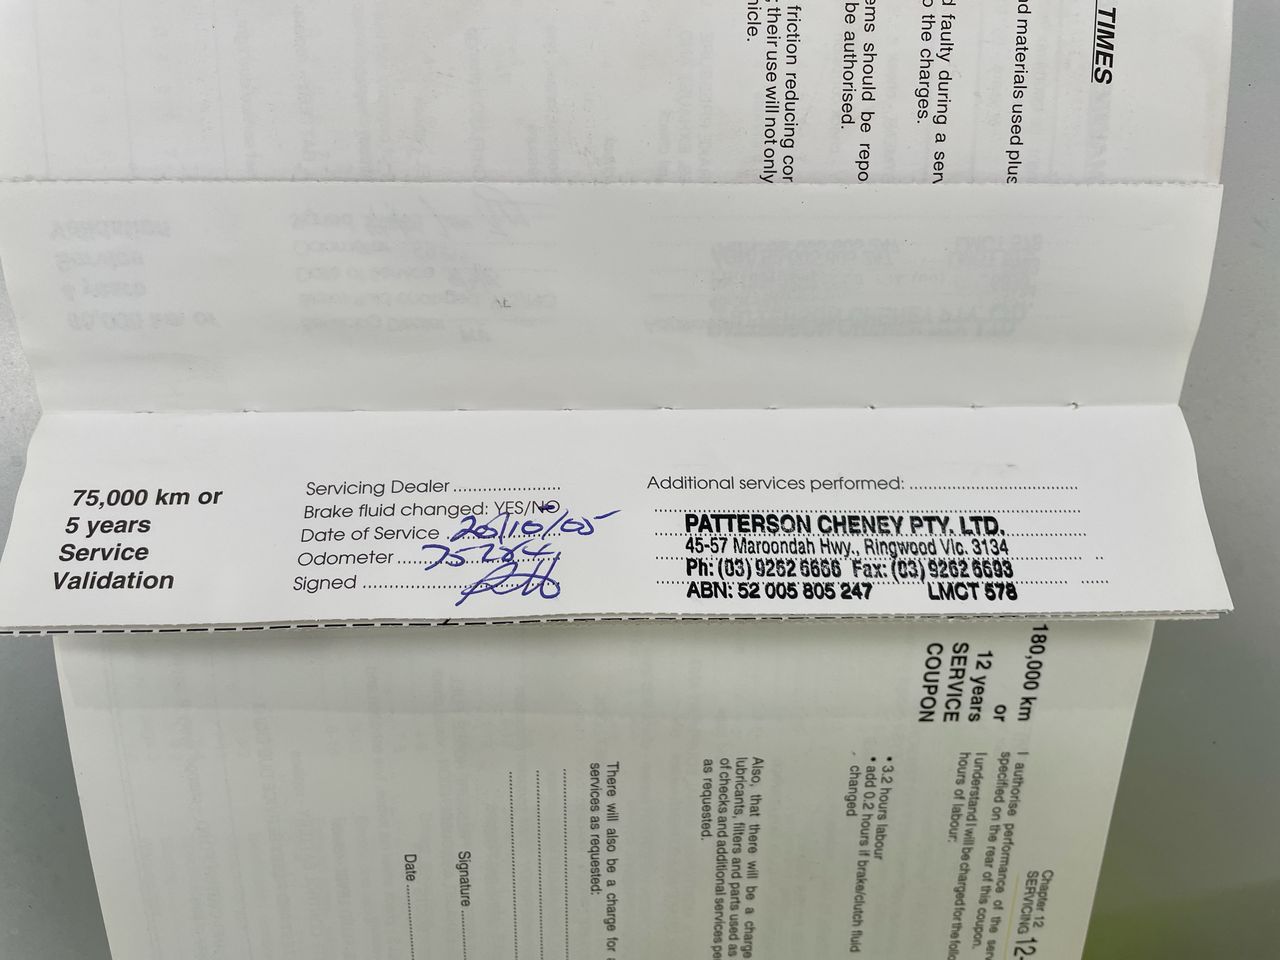 TIMES
nd materials used plus
d faulty during a serv
o the charges.
ems should be repo
be authorised.
friction reducing cor
; their use will not only
hicle.
75,000 km or
5 years
Service
Validation
Servicing Dealer
Brake fluid changed: YES/NO
Date of Service 20/10/05
Odometer 75284
Signed
Additional services performed:
PATTERSON CHENEY PTY. LTD.
45-57 Maroondah Hwy., Ringwood Vic. 3134
Ph: (03) 9262 6666 Fax: (03) 9262 6693
ABN: 52 005 805 247 LMCT 578
180,000 km
or
12 years
SERVICE
COUPON
Chapter 12
SERVICING 12-
I authorise performance of the serv
specified on the rear of this coupon.
I understand I will be charged for the follo
hours of labour:
• 3.2 hours labour
• add 0.2 hours if brake/clutch fluid
changed
Also, that there will be a charge
lubricants, filters and parts used as
of checks and additional services pe
as requested.
There will also be a charge for a
services as requested:
Signature
Date